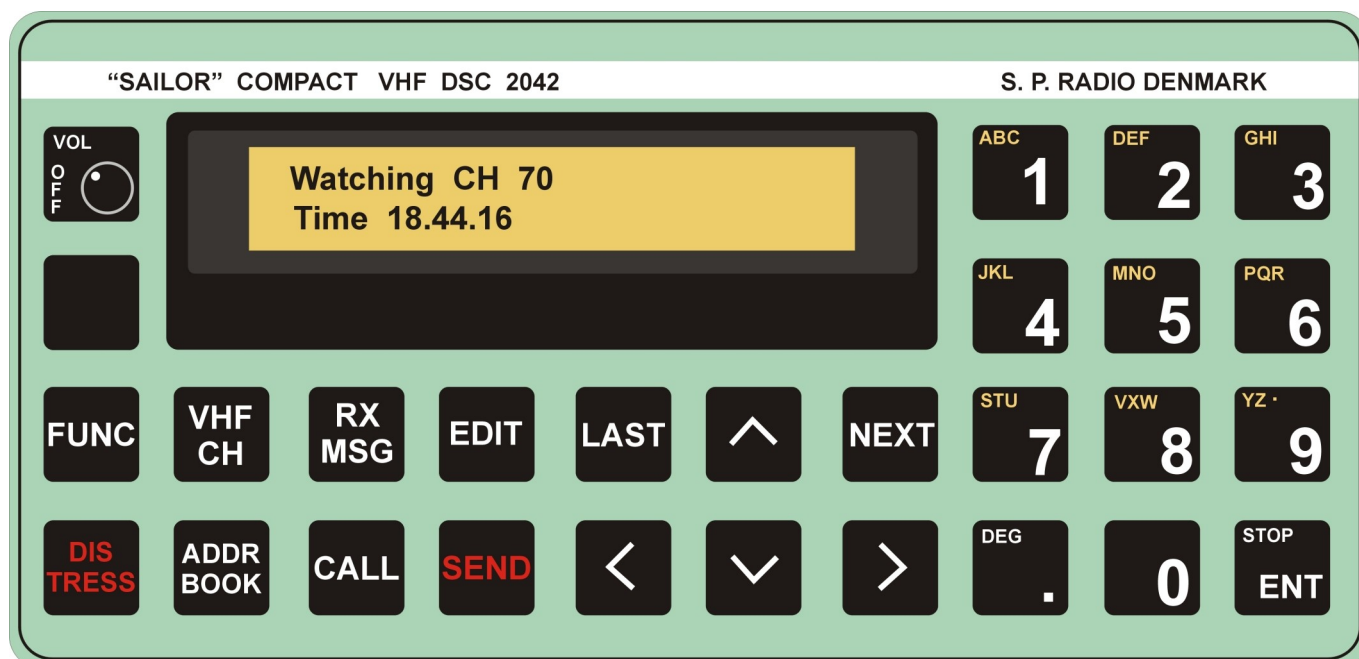 “SAILOR” COMPACT VHF DSC 2042
S. P. RADIO DENMARK
VOL
OFF
Watching CH 70
Time 18.44.16
ABC
1
DEF
2
GHI
3
JKL
4
MNO
5
PQR
6
FUNC
VHF
CH
RX
MSG
EDIT
LAST
NEXT
STU
7
VXW
8
YZ ·
9
DIS
TRESS
ADDR
BOOK
CALL
SEND
DEG
.
0
STOP
ENT